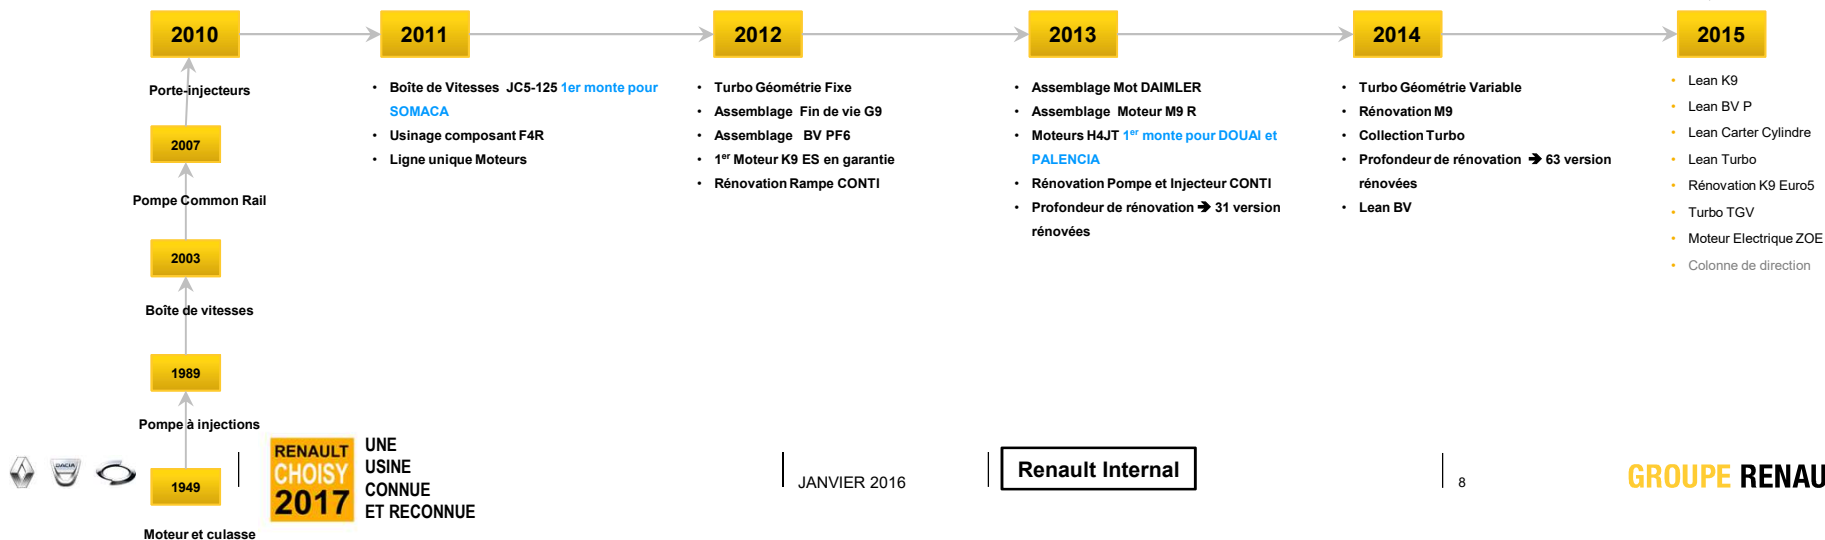 2010
2011
2012
2013
2014
2015
Porte-injecteurs
2007
Pompe Common Rail
2003
Boîte de vitesses
1989
Pompe à injections
1949
Moteur et culasse
• Boîte de Vitesses JC5-125 1er monte pour
SOMACA
• Usinage composant F4R
• Ligne unique Moteurs
• Turbo Géométrie Fixe
• Assemblage Fin de vie G9
• Assemblage BV PF6
• 1er Moteur K9 ES en garantie
• Rénovation Rampe CONTI
• Assemblage Mot DAIMLER
• Assemblage Moteur M9 R
• Moteurs H4JT 1er monte pour DOUAI et
PALENCIA
• Rénovation Pompe et Injecteur CONTI
• Profondeur de rénovation ➔ 31 version
rénovées
• Turbo Géométrie Variable
• Rénovation M9
• Collection Turbo
• Profondeur de rénovation ➔ 63 version
rénovées
• Lean BV
• Lean K9
• Lean BV P
• Lean Carter Cylindre
• Lean Turbo
• Rénovation K9 Euro5
• Turbo TGV
• Moteur Electrique ZOE
• Colonne de direction
DACIA
RENAULT
CHOISY
2017
UNE
USINE
CONNUE
ET RECONNUE
JANVIER 2016
Renault Internal
8
GROUPE RENAU